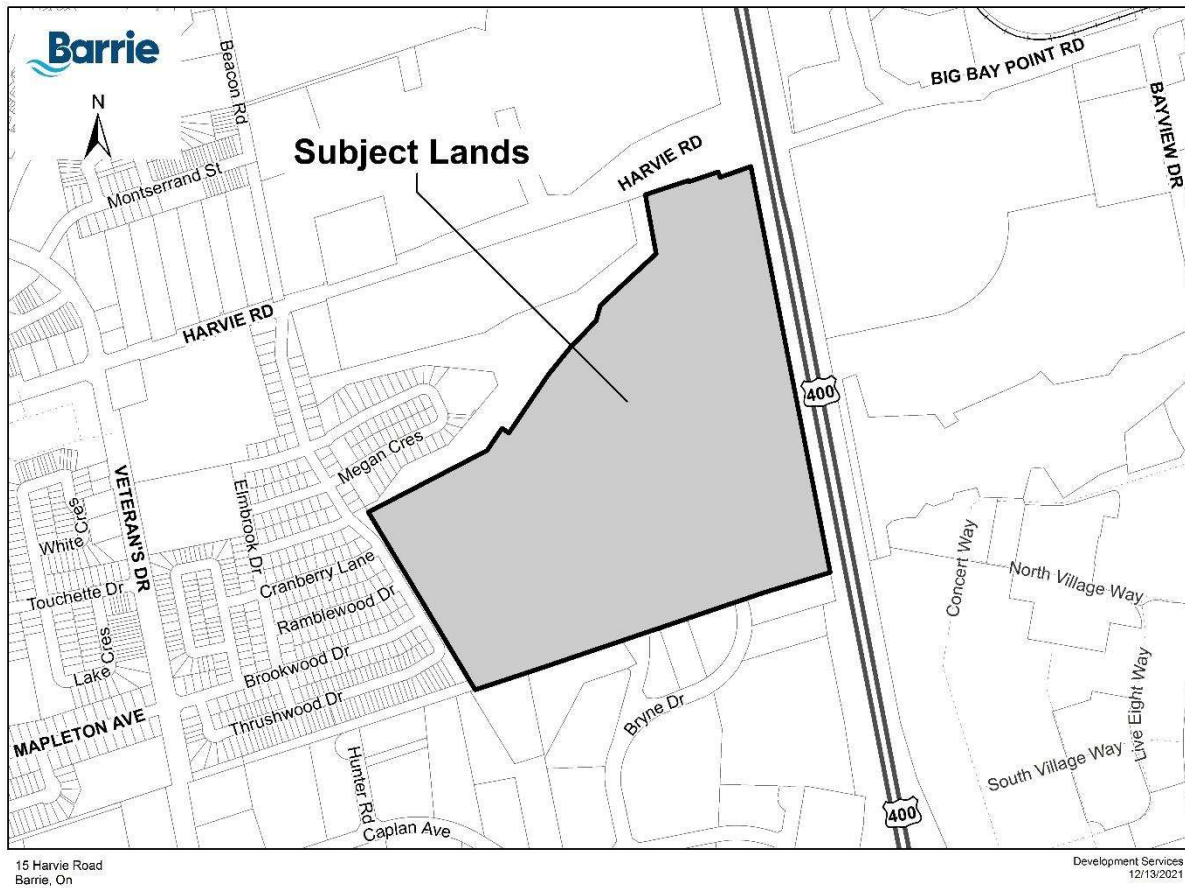 Barrie
N
Beacon Rd
BIG BAY POINT RD
BAYVIEW DR
Subject Lands
HARVIE RD
Montserrand St
HARVIE RD
400
Megan Cres
VETERAN'S DR
Elmbrook Dr
White Cres
Cranberry Lane
Touchette Dr
Ramblewood Dr
Concert Way
North Village Way
Lake Cres
Brookwood Dr
Thrushwood Dr
MAPLETON AVE
Bryne Dr
Live Eight Way
Hunter Rd
South Village Way
Caplan Ave
400
15 Harvie Road
Barrie, On
Development Services
12/13/2021